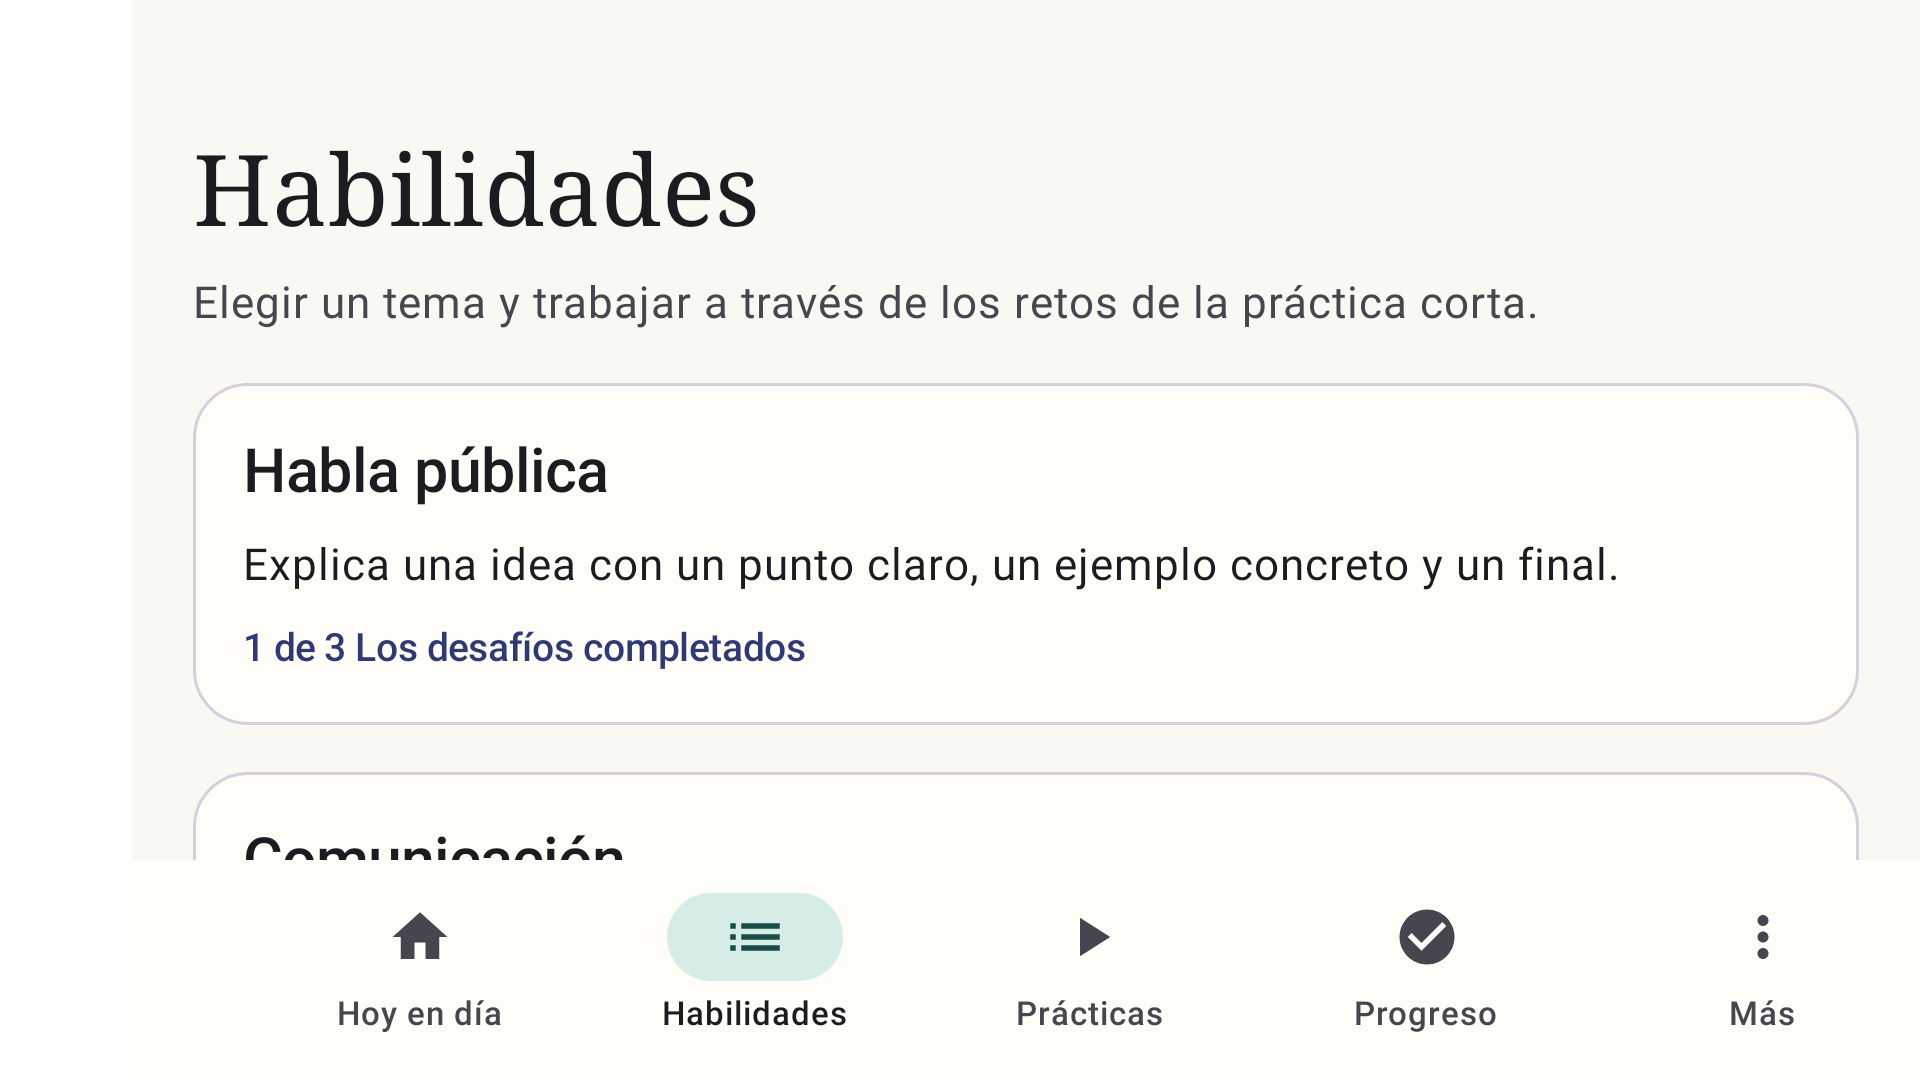 Habilidades
Elegir un tema y trabajar a través de los retos de la práctica corta.
Habla pública
Explica una idea con un punto claro, un ejemplo concreto y un final.
1 de 3 Los desafíos completados
Comunicación
Hoy en día
Habilidades
Prácticas
Progreso
Más